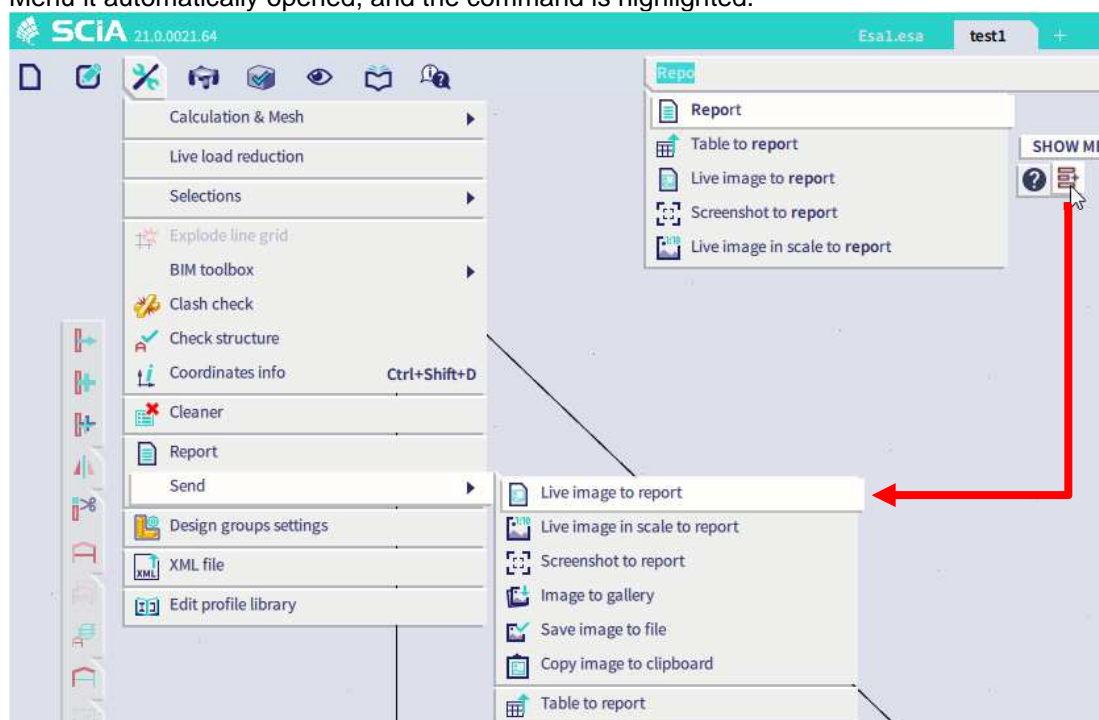 Menu it automatically opened, and the command is highlighted.
SCiA 21.0.0021.64
Esa1.esa
test1
+
Repo
Calculation & Mesh
Report
Live load reduction
Table to report
SHOW ME
Selections
Live image to report
Screenshot to report
Explode line grid
Live image in scale to report
BIM toolbox
Clash check
Check structure
Coordinates info Ctrl+Shift+D
Cleaner
Report
Send
Live image to report
Design groups settings
Live image in scale to report
XML file
Screenshot to report
Image to gallery
Edit profile library
Save image to file
Copy image to clipboard
Table to report